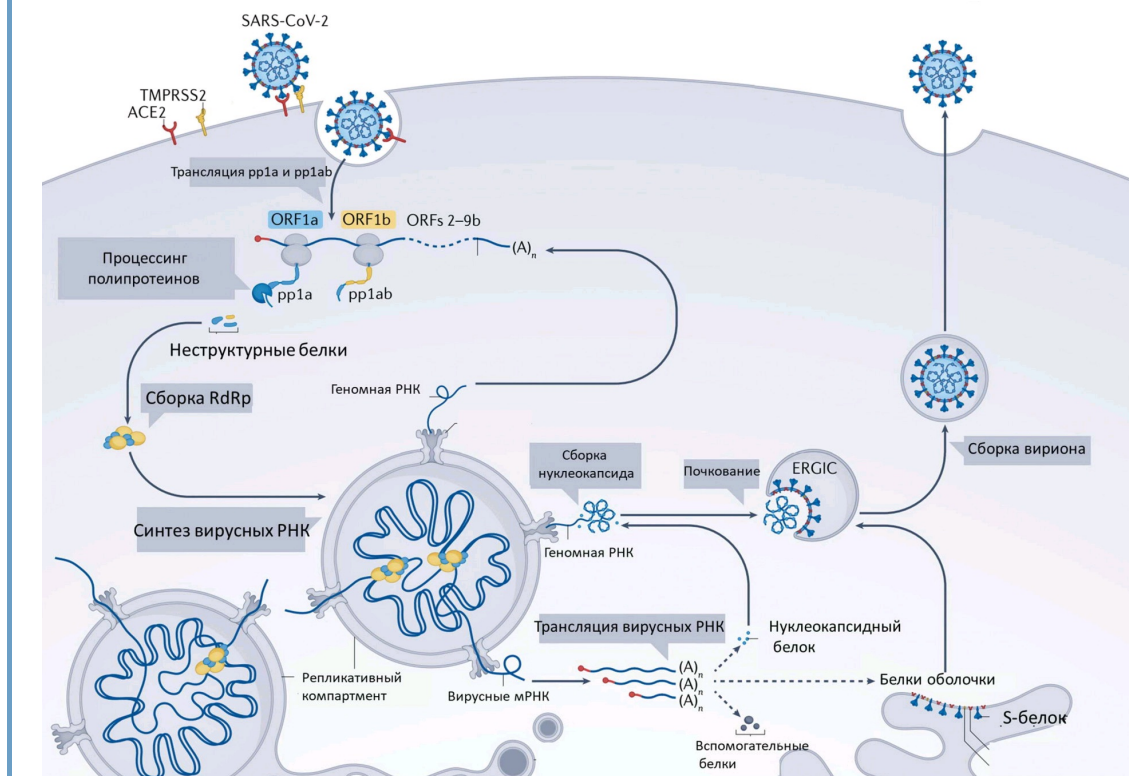 SARS-CoV-2
TMPRSS2
ACE2
Трансляция pp1a и pp1ab
ORF1a
ORF1b
ORFs 2–9b
(A)n
Процессинг
полипротеинов
pp1a
pp1ab
Неструктурные белки
Геномная РНК
Сборка RdRp
Сборка
нуклеокапсида
Почкование
ERGIC
Сборка вириона
Синтез вирусных РНК
Геномная РНК
Трансляция вирусных РНК
Нуклеокапсидный
белок
(A)n
(A)n
(A)n
Белки оболочки
Репликативный
компартмент
Вирусные мРНК
S-белок
Вспомогательные
белки